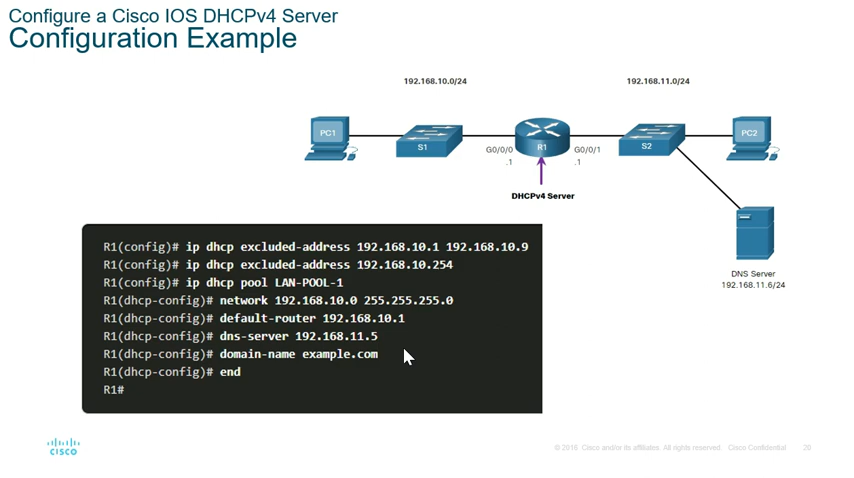 Configure a Cisco IOS DHCPv4 Server
Configuration Example
192.168.10.0/24
192.168.11.0/24
PC1
S1
G0/0/0
.1
R1
G0/0/1
.1
S2
PC2
DHCPv4 Server
DNS Server
192.168.11.6/24
R1(config)# ip dhcp excluded-address 192.168.10.1 192.168.10.9
R1(config)# ip dhcp excluded-address 192.168.10.254
R1(config)# ip dhcp pool LAN-POOL-1
R1(dhcp-config)# network 192.168.10.0 255.255.255.0
R1(dhcp-config)# default-router 192.168.10.1
R1(dhcp-config)# dns-server 192.168.11.5
R1(dhcp-config)# domain-name example.com
R1(dhcp-config)# end
R1#
CISCO
© 2016 Cisco and/or its affiliates. All rights reserved. Cisco Confidential
20